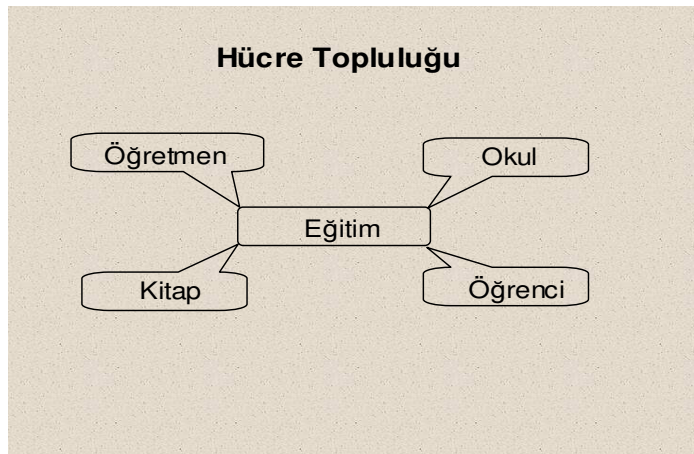 Hücre Topluluğu
Öğretmen
Okul
Eğitim
Kitap
Öğrenci